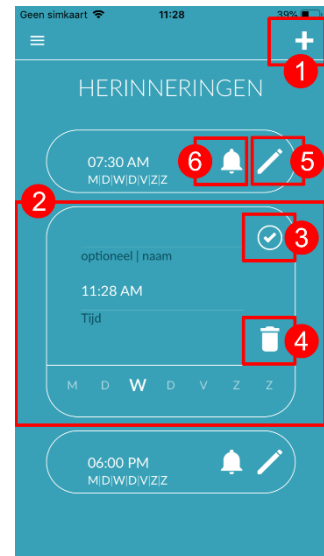 Geen simkaart 11:28 39%
1
HERINNERINGEN
07:30 AM 6 5
M|D|W|D|V|Z|Z
2
3
optioneel | naam
11:28 AM
Tijd
4
M D W D V Z Z
06:00 PM
M|D|W|D|V|Z|Z